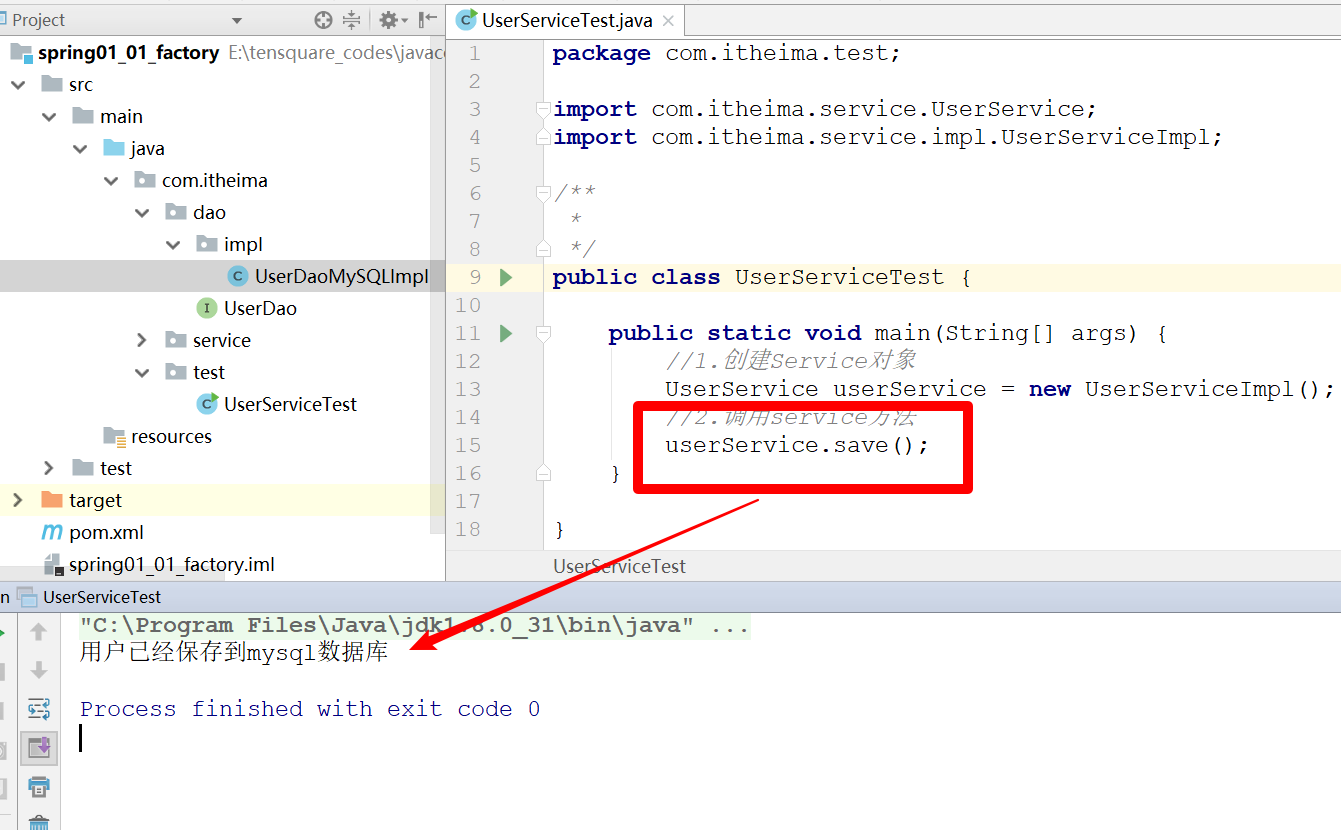 Project
spring01_01_factory E:\tensquare_codes\javac
src
main
java
com.itheima
dao
impl
UserDaoMySQLImpl
UserDao
service
test
UserServiceTest
resources
test
target
pom.xml
spring01_01_factory.iml
UserServiceTest.java
1 package com.itheima.test;
2
3 import com.itheima.service.UserService;
4 import com.itheima.service.impl.UserServiceImpl;
5
6 /**
7 *
8 */
9 public class UserServiceTest {
10
11 public static void main(String[] args) {
12 //1.创建Service对象
13 UserService userService = new UserServiceImpl();
14 //2.调用service方法
15 userService.save();
16 }
17
18 }
UserServiceTest
n UserServiceTest
"C:\Program Files\Java\jdk1.8.0_31\bin\java" ...
用户已经保存到mysql数据库
Process finished with exit code 0